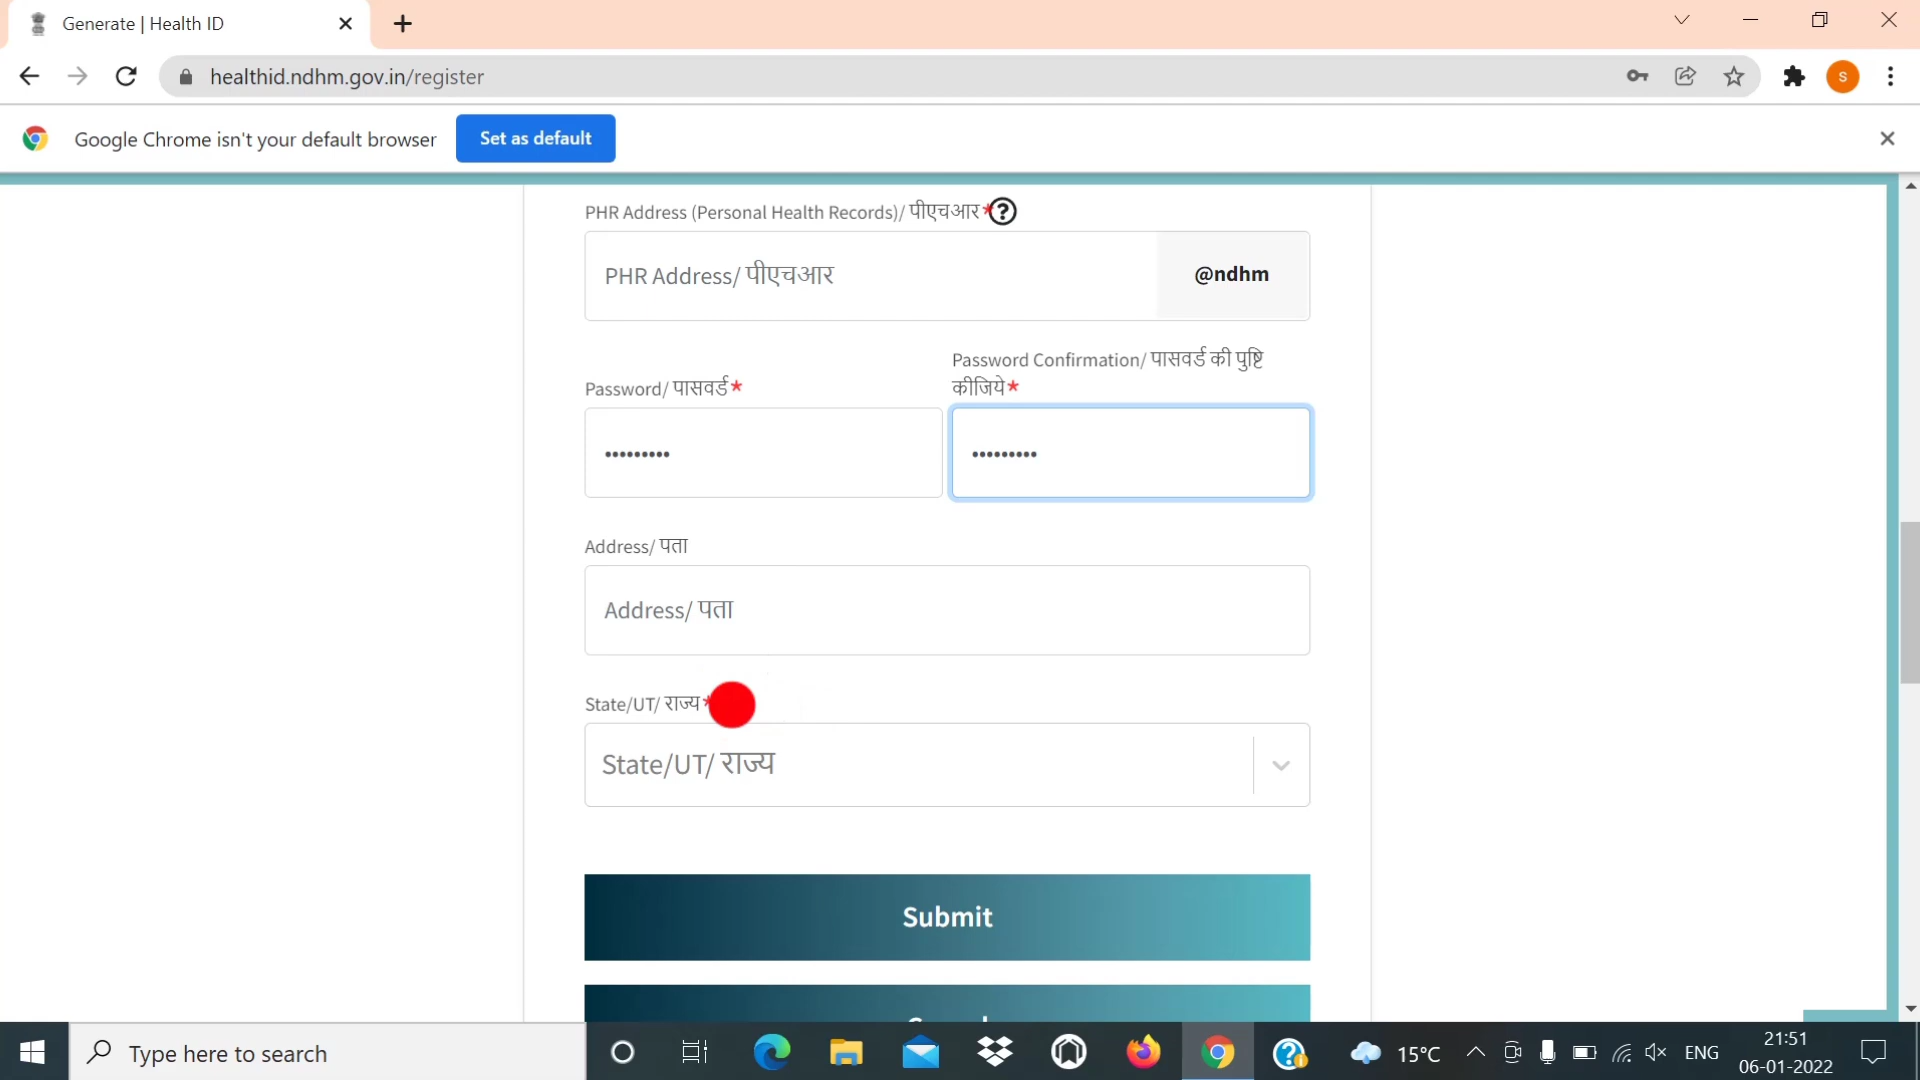 Generate | Health ID
healthid.ndhm.gov.in/register
S
Google Chrome isn't your default browser
Set as default
PHR Address (Personal Health Records)/ पीएचआर*
PHR Address/ पीएचआर
@ndhm
Password/ पासवर्ड*
Password Confirmation/ पासवर्ड की पुष्टि
कीजिये*
Address/ पता
Address/ पता
State/UT/ राज्य*
State/UT/ राज्य
Submit
Type here to search
15°C
ENG
21:51
06-01-2022